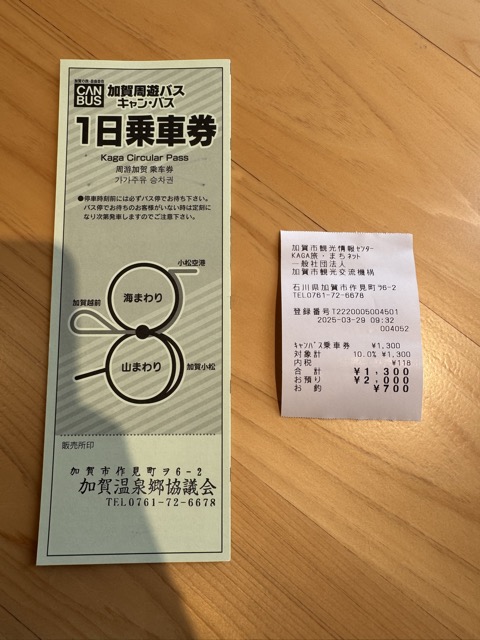 CAN
BUS
加賀周遊バス
キャン・バス
1日乗車券
Kaga Circular Pass
周游加贺 乘车券
가가주유 승차권
●停車時刻前には必ずバス停でお待ち下さい。
バス停でお待ちのお客様がいない時は定刻に
なり次第発車しますのでご注意下さい。
小松空港
海まわり
加賀越前
山まわり
加賀小松
販売所印
加賀市作見町ヲ6-2
加賀温泉郷協議会
TEL0761-72-6678
加賀市観光情報センター
KAGA旅・まちネット
一般社団法人
加賀市観光交流機構
石川県加賀市作見町ヲ6-2
TEL0761-72-6678
登録番号T2220005004501
2025-03-29 09:32
004052
キャンバス乗車券 ¥1,300
対象計 10.0% ¥1,300
内税 ¥118
合計 ¥1,300
お預り ¥2,000
お釣 ¥700